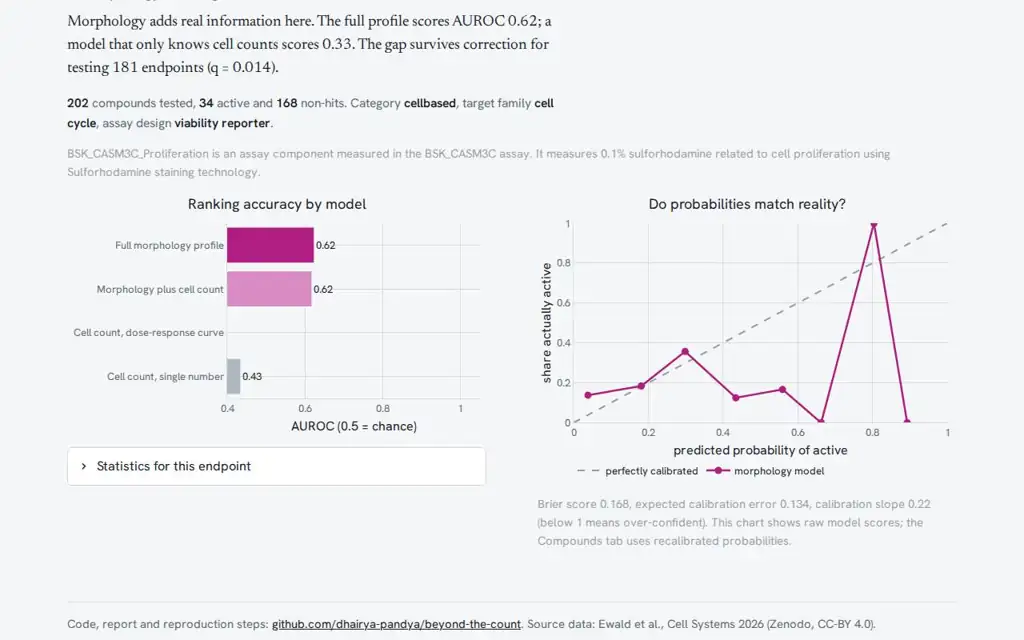 Morphology adds real information here. The full profile scores AUROC 0.62; a
model that only knows cell counts scores 0.33. The gap survives correction for
testing 181 endpoints (q = 0.014).
202 compounds tested, 34 active and 168 non-hits. Category cellbased, target family cell
cycle, assay design viability reporter.
BSK_CASM3C_Proliferation is an assay component measured in the BSK_CASM3C assay. It measures 0.1% sulforhodamine related to cell proliferation using
Sulforhodamine staining technology.
Ranking accuracy by model
Full morphology profile 0.62
Morphology plus cell count 0.62
Cell count, dose-response curve
Cell count, single number 0.43
0.4 0.6 0.8 1
AUROC (0.5 = chance)
Statistics for this endpoint
Do probabilities match reality?
share actually active
1
0.8
0.6
0.4
0.2
0
0 0.2 0.4 0.6 0.8 1
predicted probability of active
perfectly calibrated morphology model
Brier score 0.168, expected calibration error 0.134, calibration slope 0.22
(below 1 means over-confident). This chart shows raw model scores; the
Compounds tab uses recalibrated probabilities.
Code, report and reproduction steps: github.com/dhairya-pandya/beyond-the-count. Source data: Ewald et al., Cell Systems 2026 (Zenodo, CC-BY 4.0).